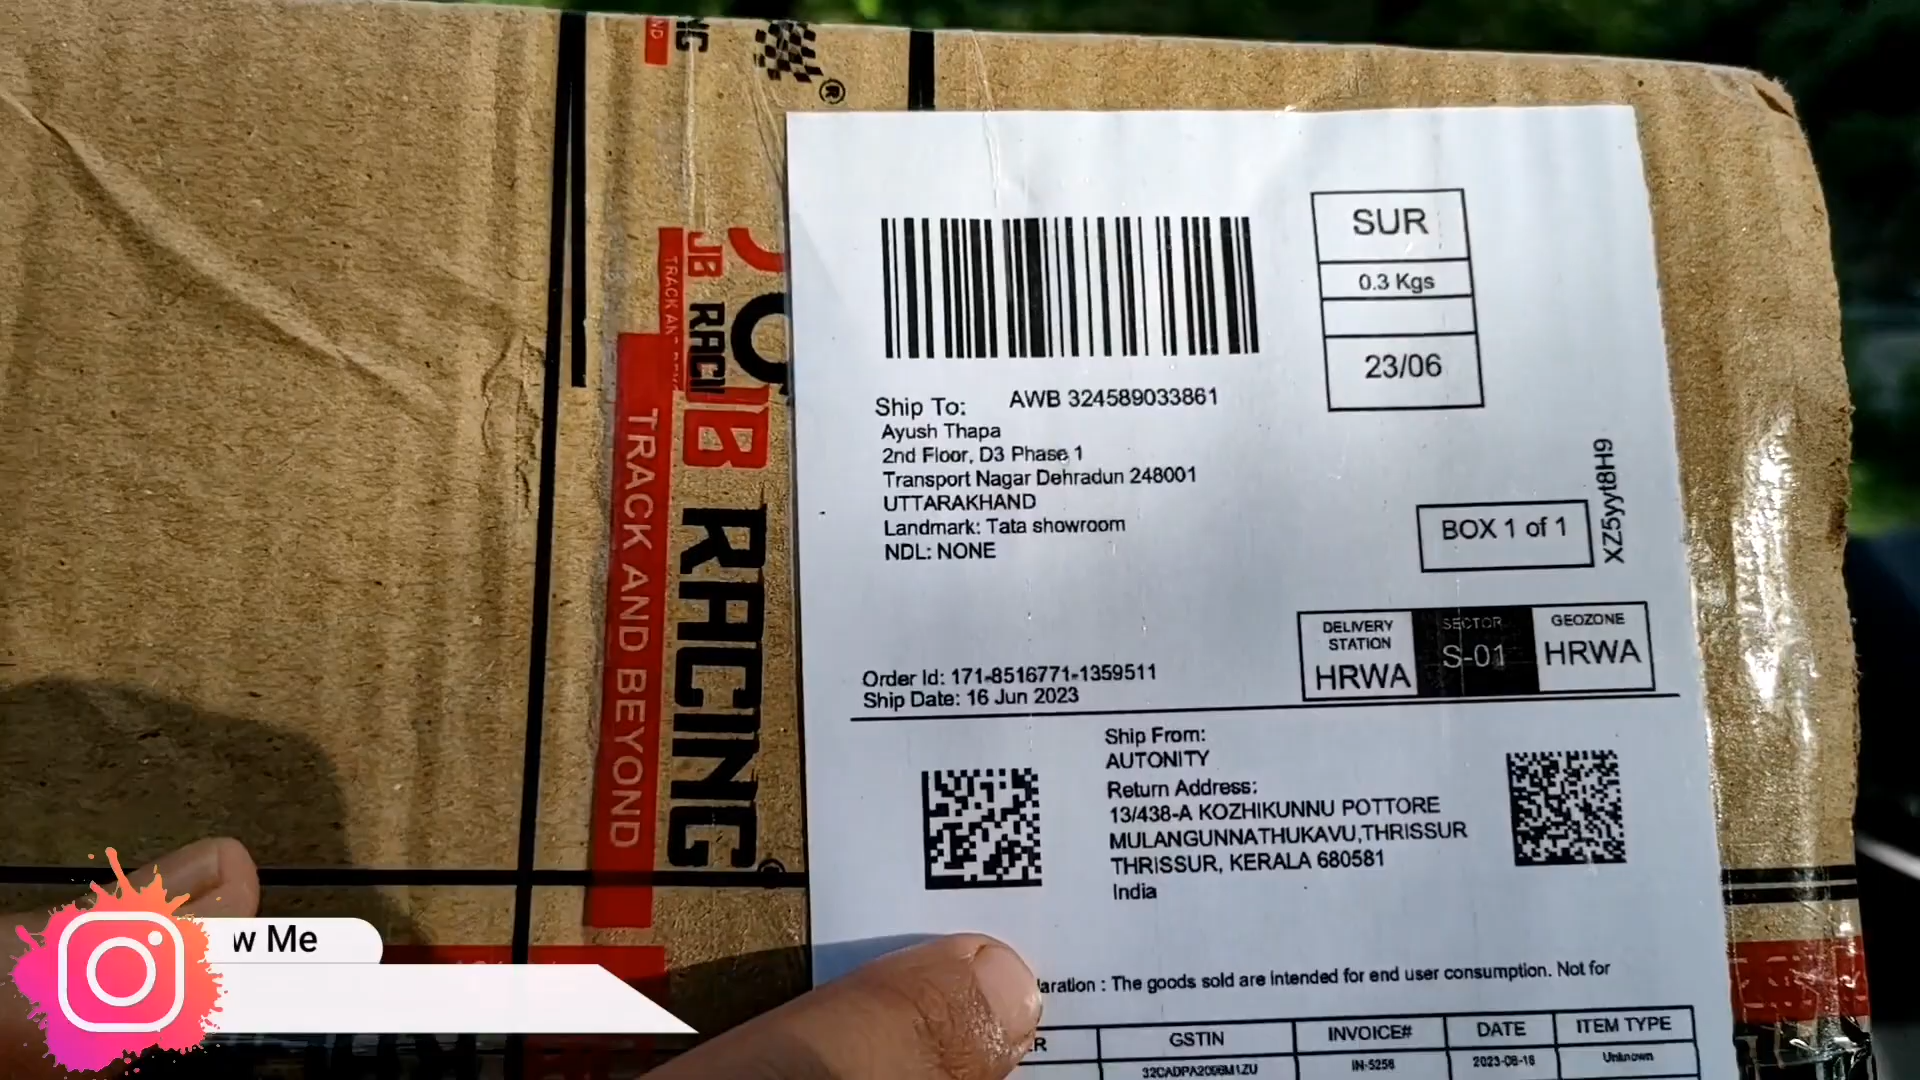 JB
RACING
TRACK AND BEYOND
SUR
0.3 Kgs
23/06
AWB 324589033861
Ship To:
Ayush Thapa
2nd Floor, D3 Phase 1
Transport Nagar Dehradun 248001
UTTARAKHAND
Landmark: Tata showroom
NDL: NONE
XZ5yyt8H9
BOX 1 of 1
DELIVERY
STATION
HRWA
SECTOR
S-01
GEOZONE
HRWA
Order Id: 171-8516771-1359511
Ship Date: 16 Jun 2023
Ship From:
AUTONITY
Return Address:
13/438-A KOZHIKUNNU POTTORE
MULANGUNNATHUKAVU,THRISSUR
THRISSUR, KERALA 680581
India
: The goods sold are intended for end user consumption. Not for
GSTIN
INVOICE#
DATE
ITEM TYPE
IN-5258
2023-06-16
Unknown
Me